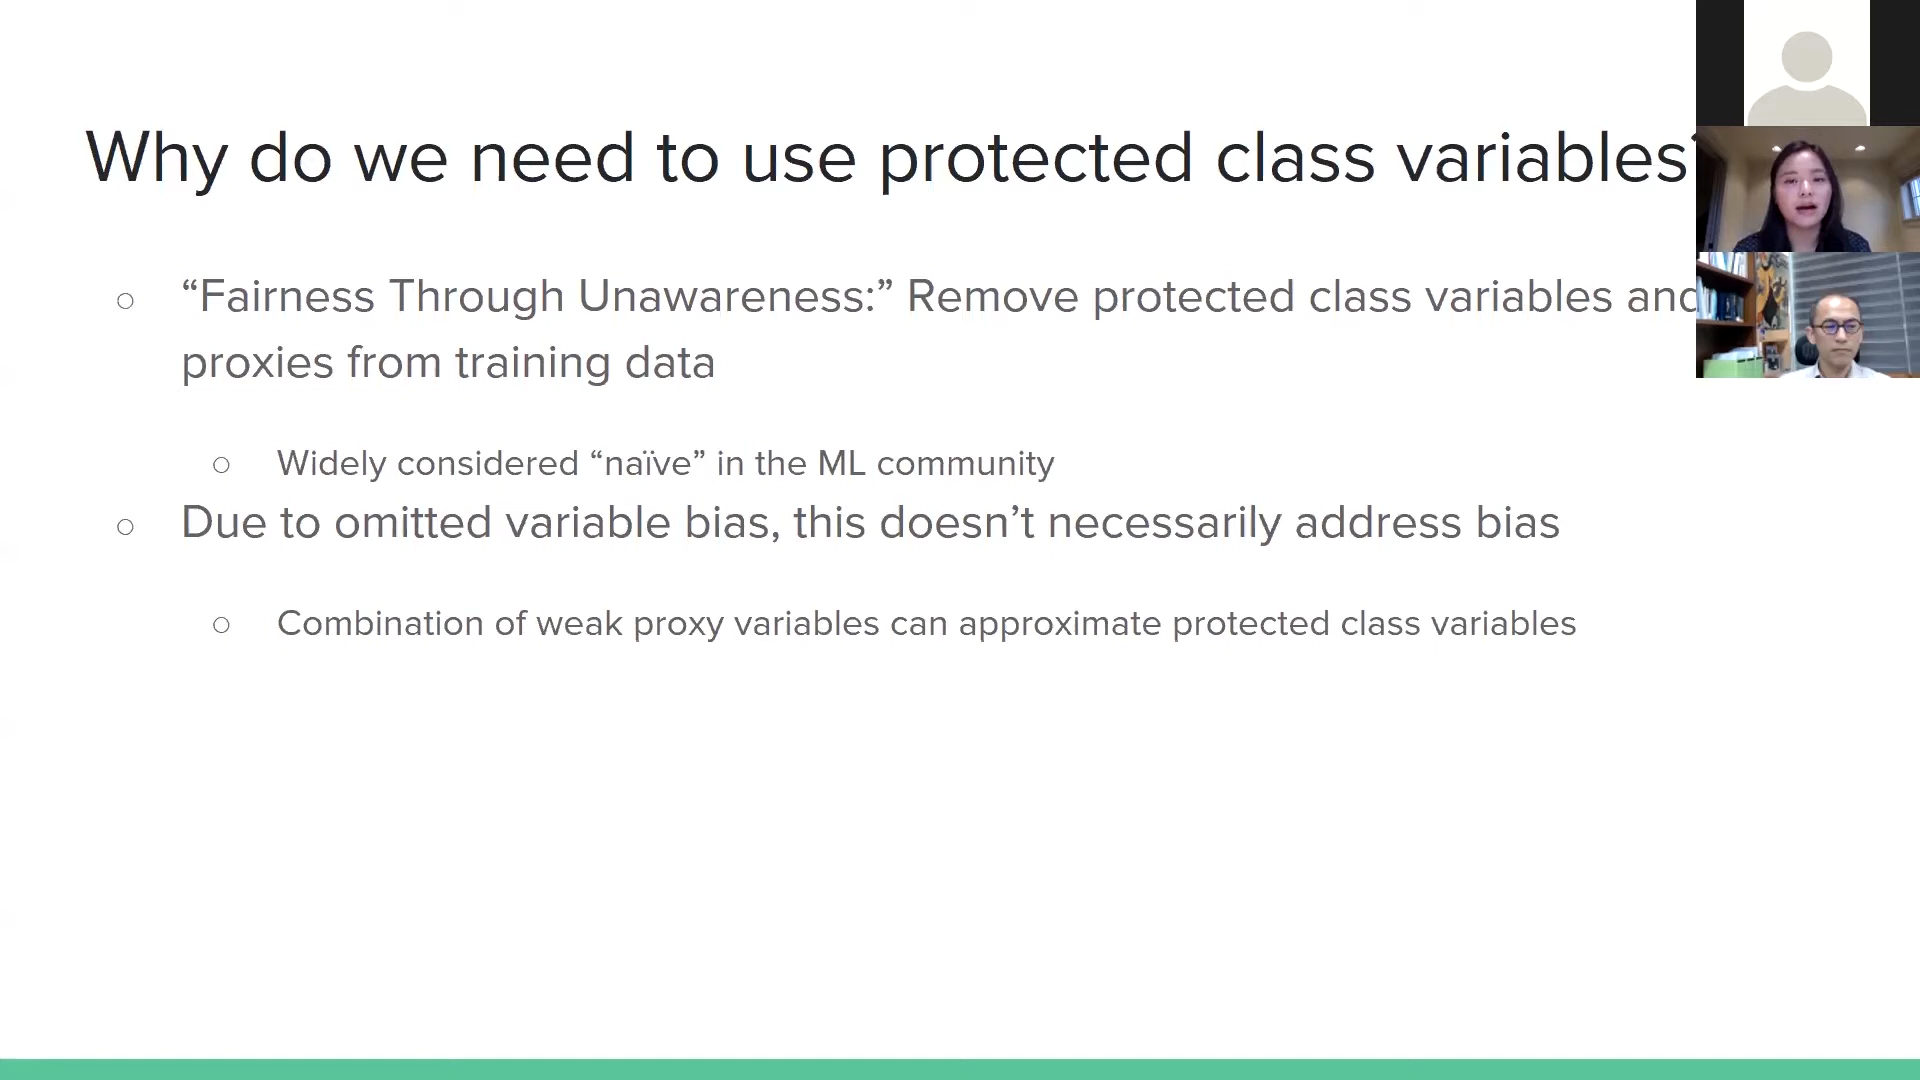 Why do we need to use protected class variables?
“Fairness Through Unawareness:” Remove protected class variables and
proxies from training data
Widely considered “naïve” in the ML community
Due to omitted variable bias, this doesn’t necessarily address bias
Combination of weak proxy variables can approximate protected class variables